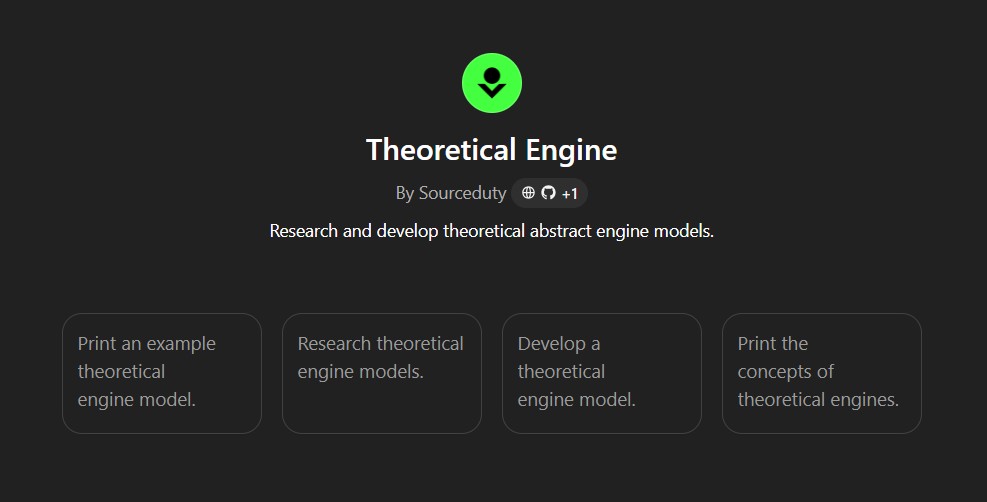 Theoretical Engine
By Sourceduty +1
Research and develop theoretical abstract engine models.
Print an example
theoretical
engine model.
Research theoretical
engine models.
Develop a
theoretical
engine model.
Print the
concepts of
theoretical engines.